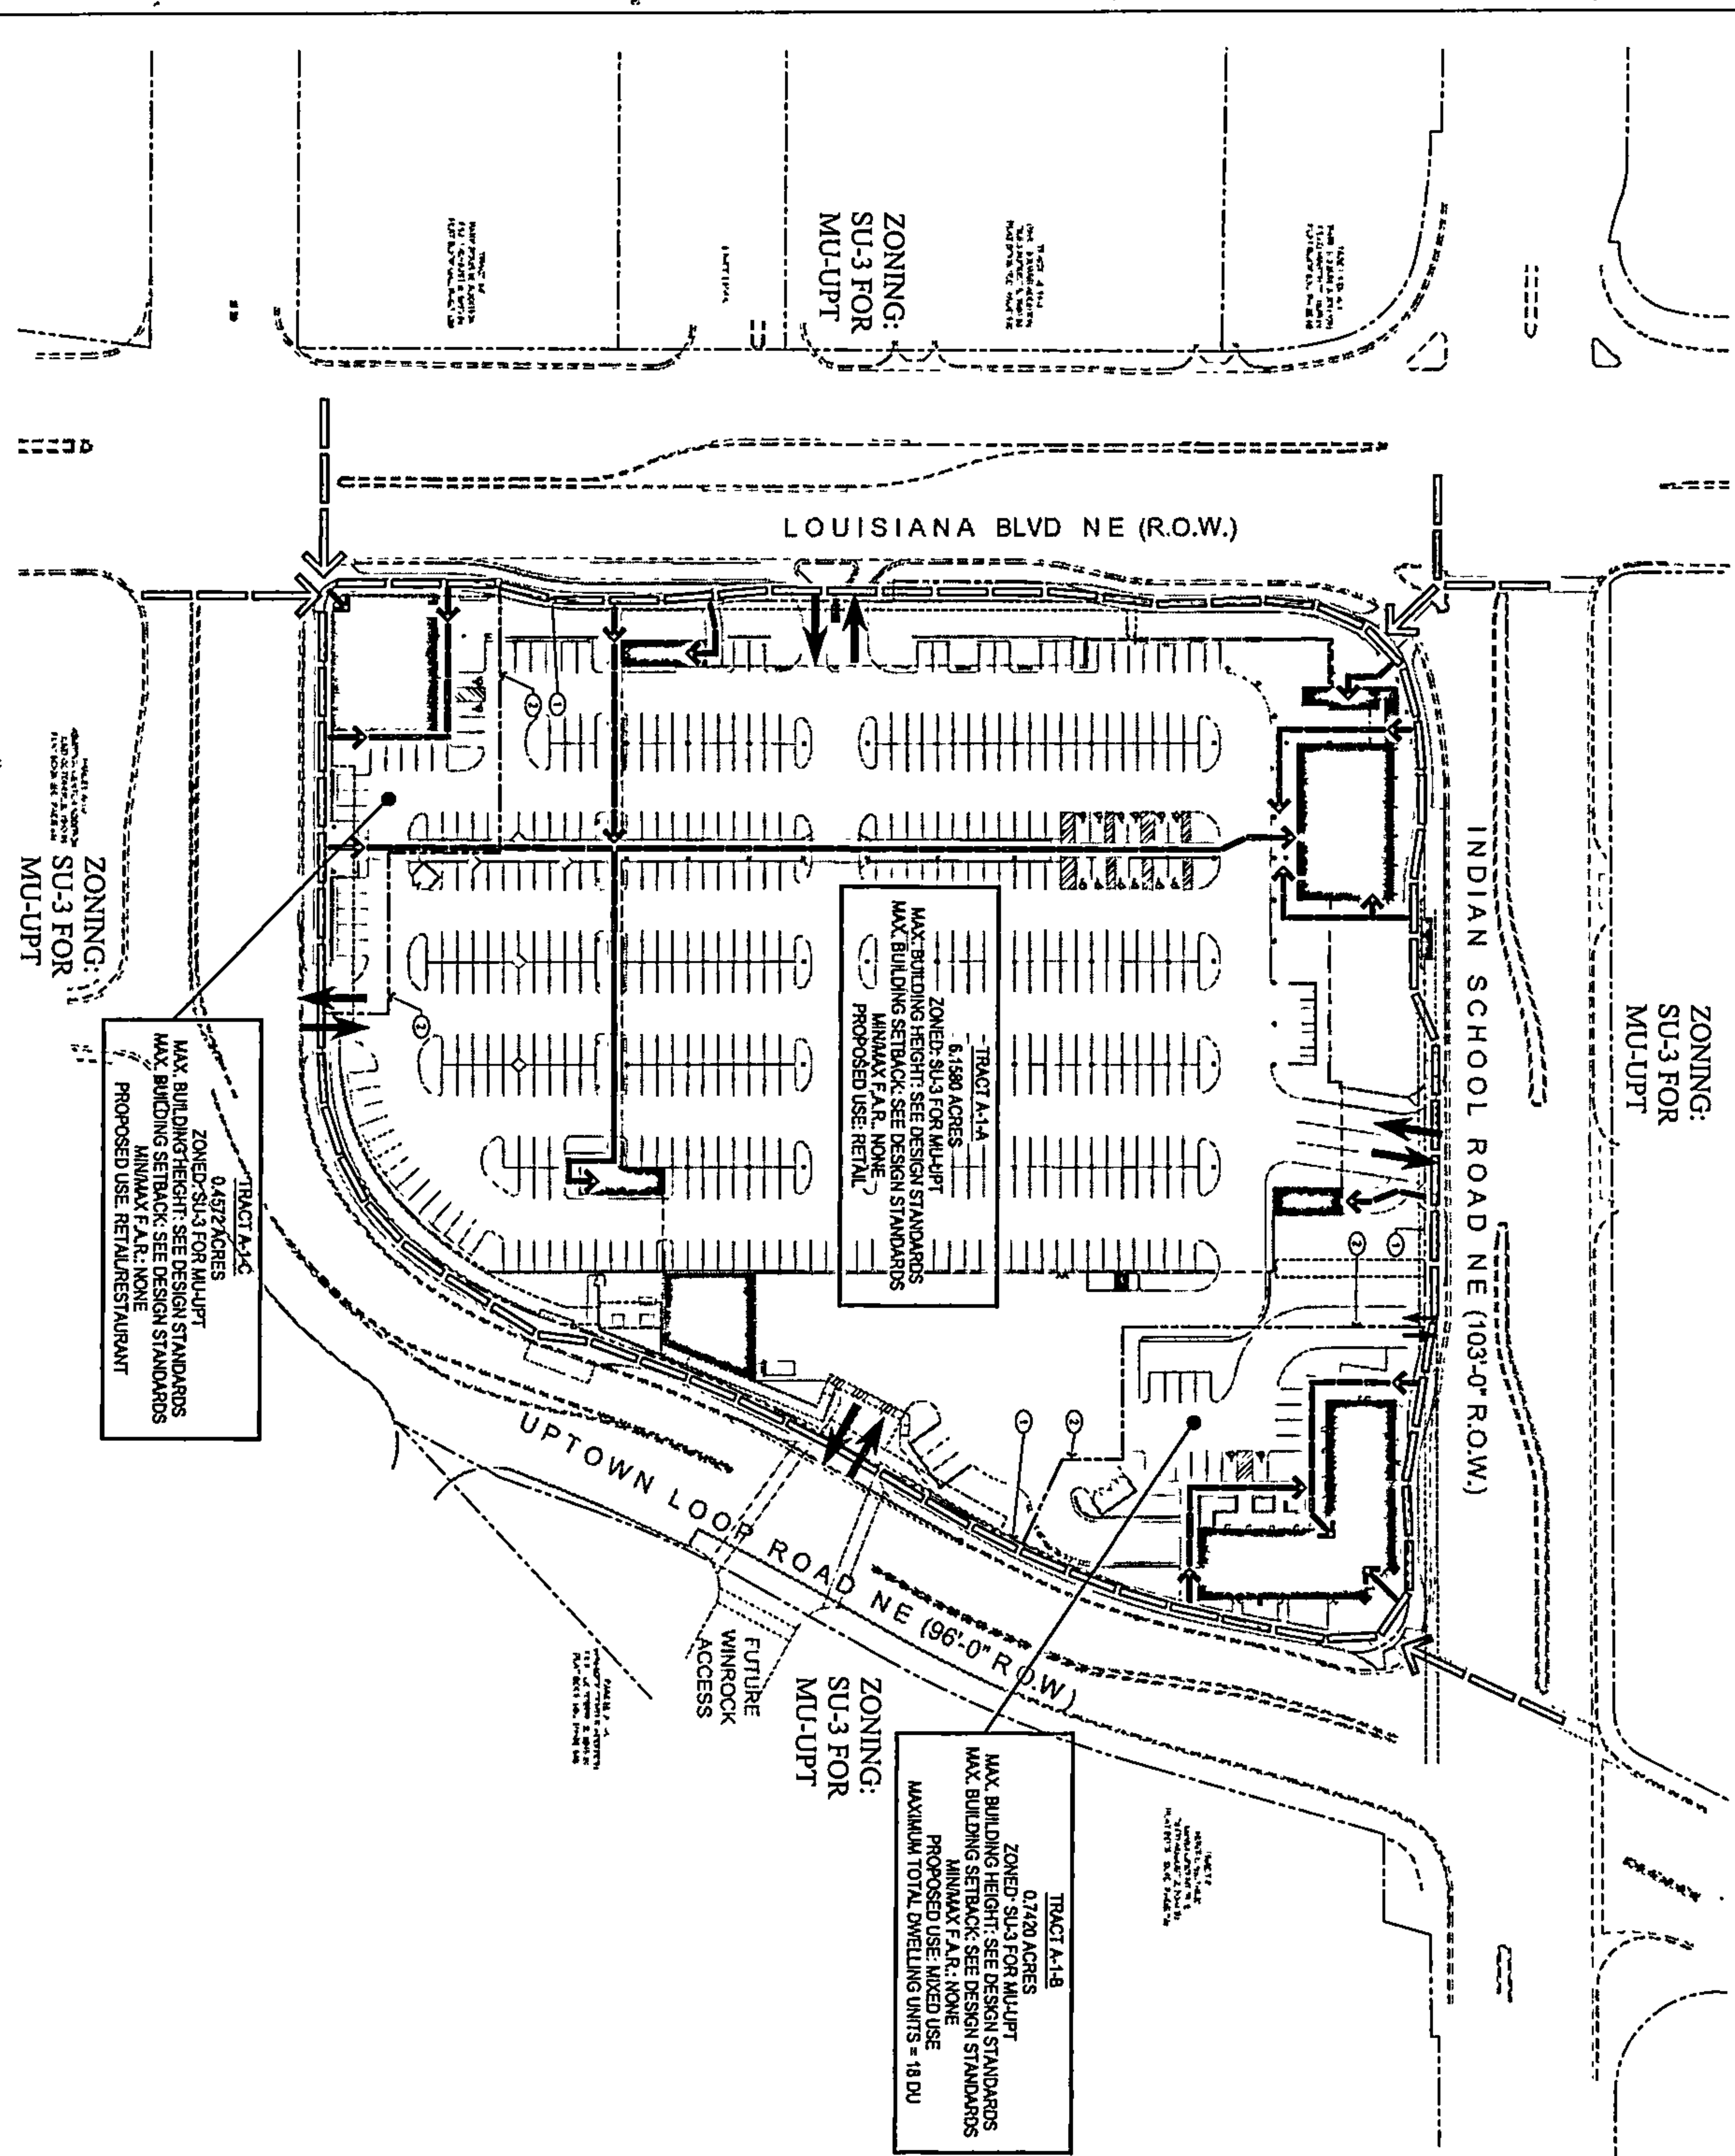 ZONING:
SU-3 FOR
MU-UPT
INDIAN SCHOOL ROAD NE (103'-0" R.O.W.)
LOUISIANA BLVD NE (R.O.W.)
ZONING:
SU-3 FOR
MU-UPT
TRACT A-1-A
6.1580 ACRES
ZONED: SU-3 FOR MU-UPT
MAX. BUILDING HEIGHT: SEE DESIGN STANDARDS
MAX. BUILDING SETBACK: SEE DESIGN STANDARDS
MIN/MAX F.A.R.: NONE
PROPOSED USE: RETAIL
TRACT A-1-B
0.7420 ACRES
ZONED: SU-3 FOR MU-UPT
MAX. BUILDING HEIGHT: SEE DESIGN STANDARDS
MAX. BUILDING SETBACK: SEE DESIGN STANDARDS
MIN/MAX F.A.R.: NONE
PROPOSED USE: MIXED USE
MAXIMUM TOTAL DWELLING UNITS = 18 DU
ZONING:
SU-3 FOR
MU-UPT
FUTURE
WINROCK
ACCESS
UPTOWN LOOP ROAD NE (96'-0" R.O.W)
TRACT A-1-C
0.4572 ACRES
ZONED: SU-3 FOR MU-UPT
MAX. BUILDING HEIGHT: SEE DESIGN STANDARDS
MAX. BUILDING SETBACK: SEE DESIGN STANDARDS
MIN/MAX F.A.R.: NONE
PROPOSED USE: RETAIL/RESTAURANT
ZONING:
SU-3 FOR
MU-UPT
1
2
1
2
1
2
2